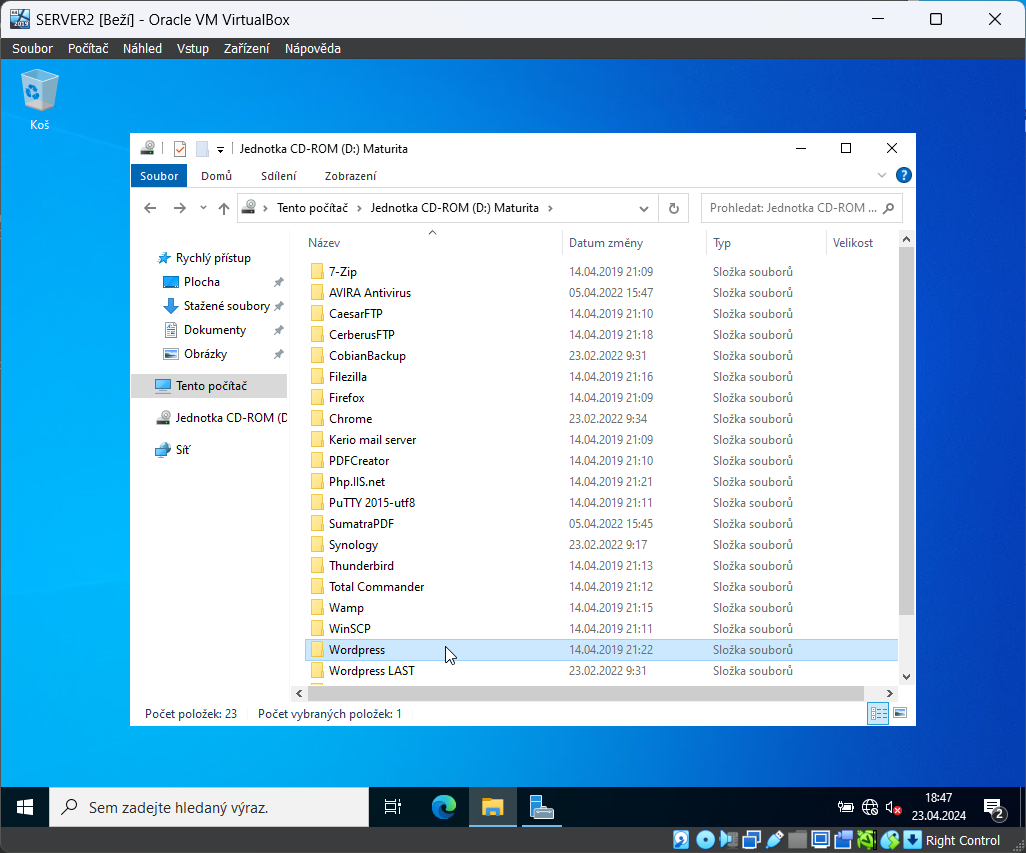 SERVER2 [Beží] - Oracle VM VirtualBox
Soubor Počítač Náhled Vstup Zařízení Nápověda
Koš
Jednotka CD-ROM (D:) Maturita
Soubor Domů Sdílení Zobrazení
Tento počítač > Jednotka CD-ROM (D:) Maturita >
Prohledat: Jednotka CD-ROM ...
Rychlý přístup
Plocha
Stažené soubory
Dokumenty
Obrázky
Tento počítač
Jednotka CD-ROM (D
Síť
Název Datum změny Typ Velikost
7-Zip 14.04.2019 21:09 Složka souborů
AVIRA Antivirus 05.04.2022 15:47 Složka souborů
CaesarFTP 14.04.2019 21:10 Složka souborů
CerberusFTP 14.04.2019 21:18 Složka souborů
CobianBackup 23.02.2022 9:31 Složka souborů
Filezilla 14.04.2019 21:16 Složka souborů
Firefox 14.04.2019 21:09 Složka souborů
Chrome 23.02.2022 9:34 Složka souborů
Kerio mail server 14.04.2019 21:09 Složka souborů
PDFCreator 14.04.2019 21:10 Složka souborů
Php.IIS.net 14.04.2019 21:21 Složka souborů
PuTTY 2015-utf8 14.04.2019 21:11 Složka souborů
SumatraPDF 05.04.2022 15:45 Složka souborů
Synology 23.02.2022 9:17 Složka souborů
Thunderbird 14.04.2019 21:13 Složka souborů
Total Commander 14.04.2019 21:12 Složka souborů
Wamp 14.04.2019 21:15 Složka souborů
WinSCP 14.04.2019 21:11 Složka souborů
Wordpress 14.04.2019 21:22 Složka souborů
Wordpress LAST 23.02.2022 9:31 Složka souborů
Počet položek: 23 Počet vybraných položek: 1
Sem zadejte hledaný výraz.
18:47
23.04.2024
2
Right Control